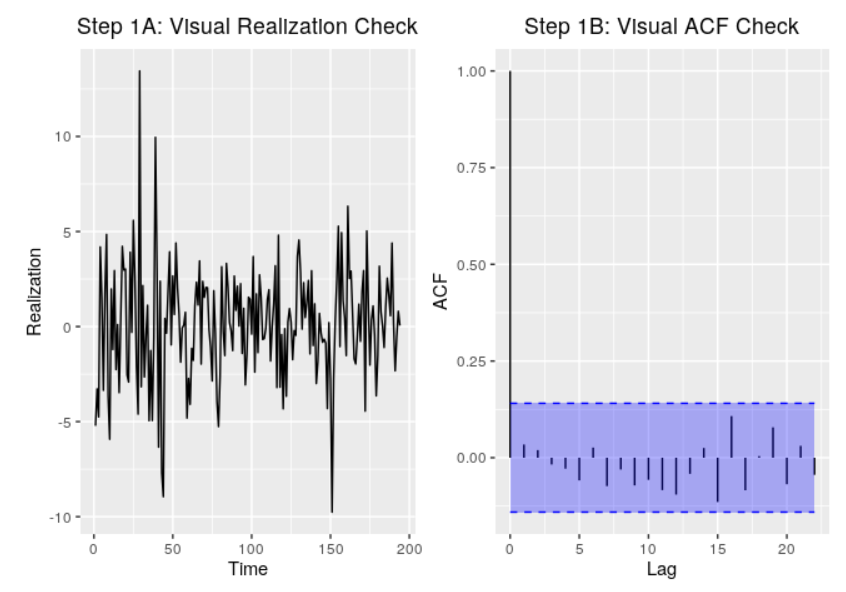 Step 1A: Visual Realization Check
Realization
10
5
0
-5
-10
0 50 100 150 200
Time
Step 1B: Visual ACF Check
ACF
1.00
0.75
0.50
0.25
0.00
0 5 10 15 20
Lag